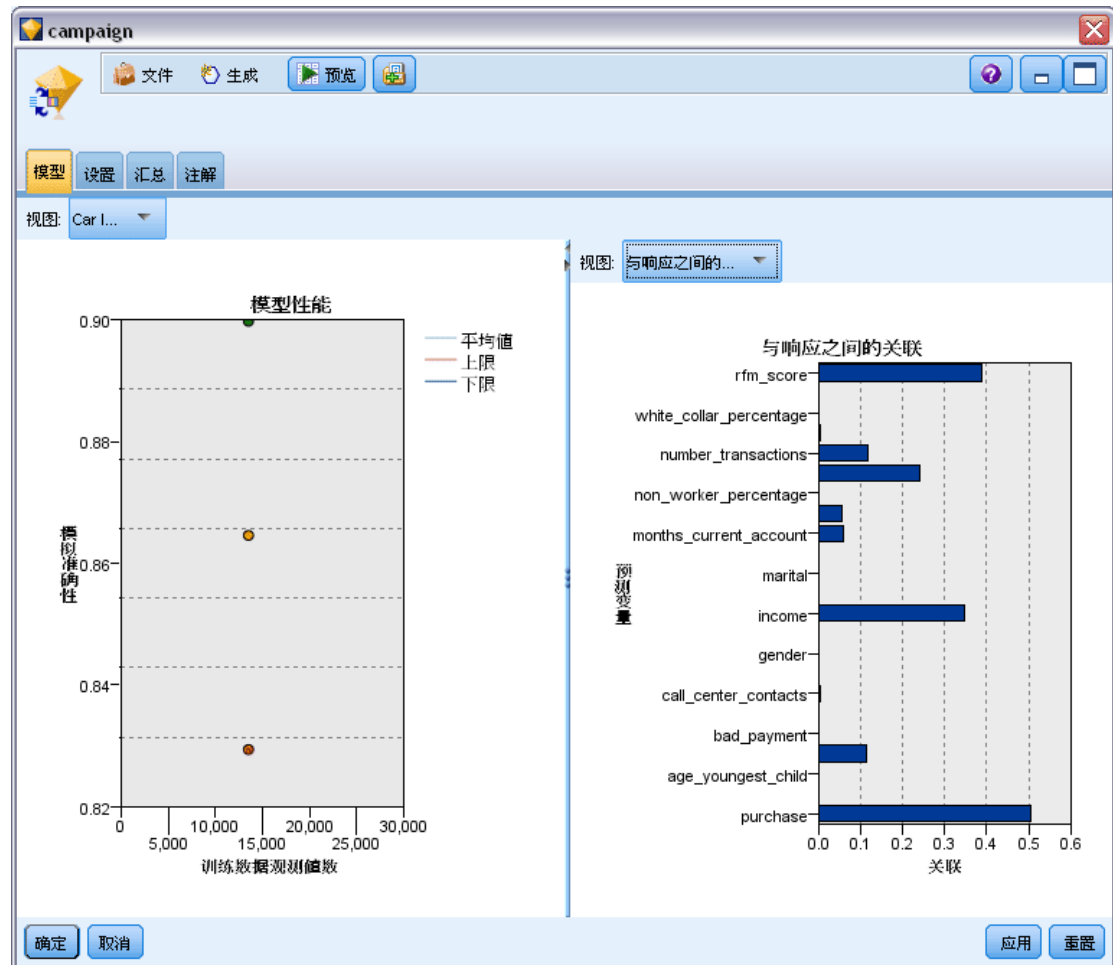 campaign
文件 生成 预览
模型 设置 汇总 注解
视图: Car I...
视图: 与响应之间的...
模型性能
0.90
0.88
0.86
0.84
0.82
模拟准确性
0
5,000
10,000
15,000
20,000
25,000
30,000
训练数据观测值数
平均值
上限
下限
与响应之间的关联
rfm_score
white_collar_percentage
number_transactions
non_worker_percentage
months_current_account
marital
income
gender
call_center_contacts
bad_payment
age_youngest_child
purchase
预测变量
0.0 0.1 0.2 0.3 0.4 0.5 0.6
关联
确定 取消 应用 重置